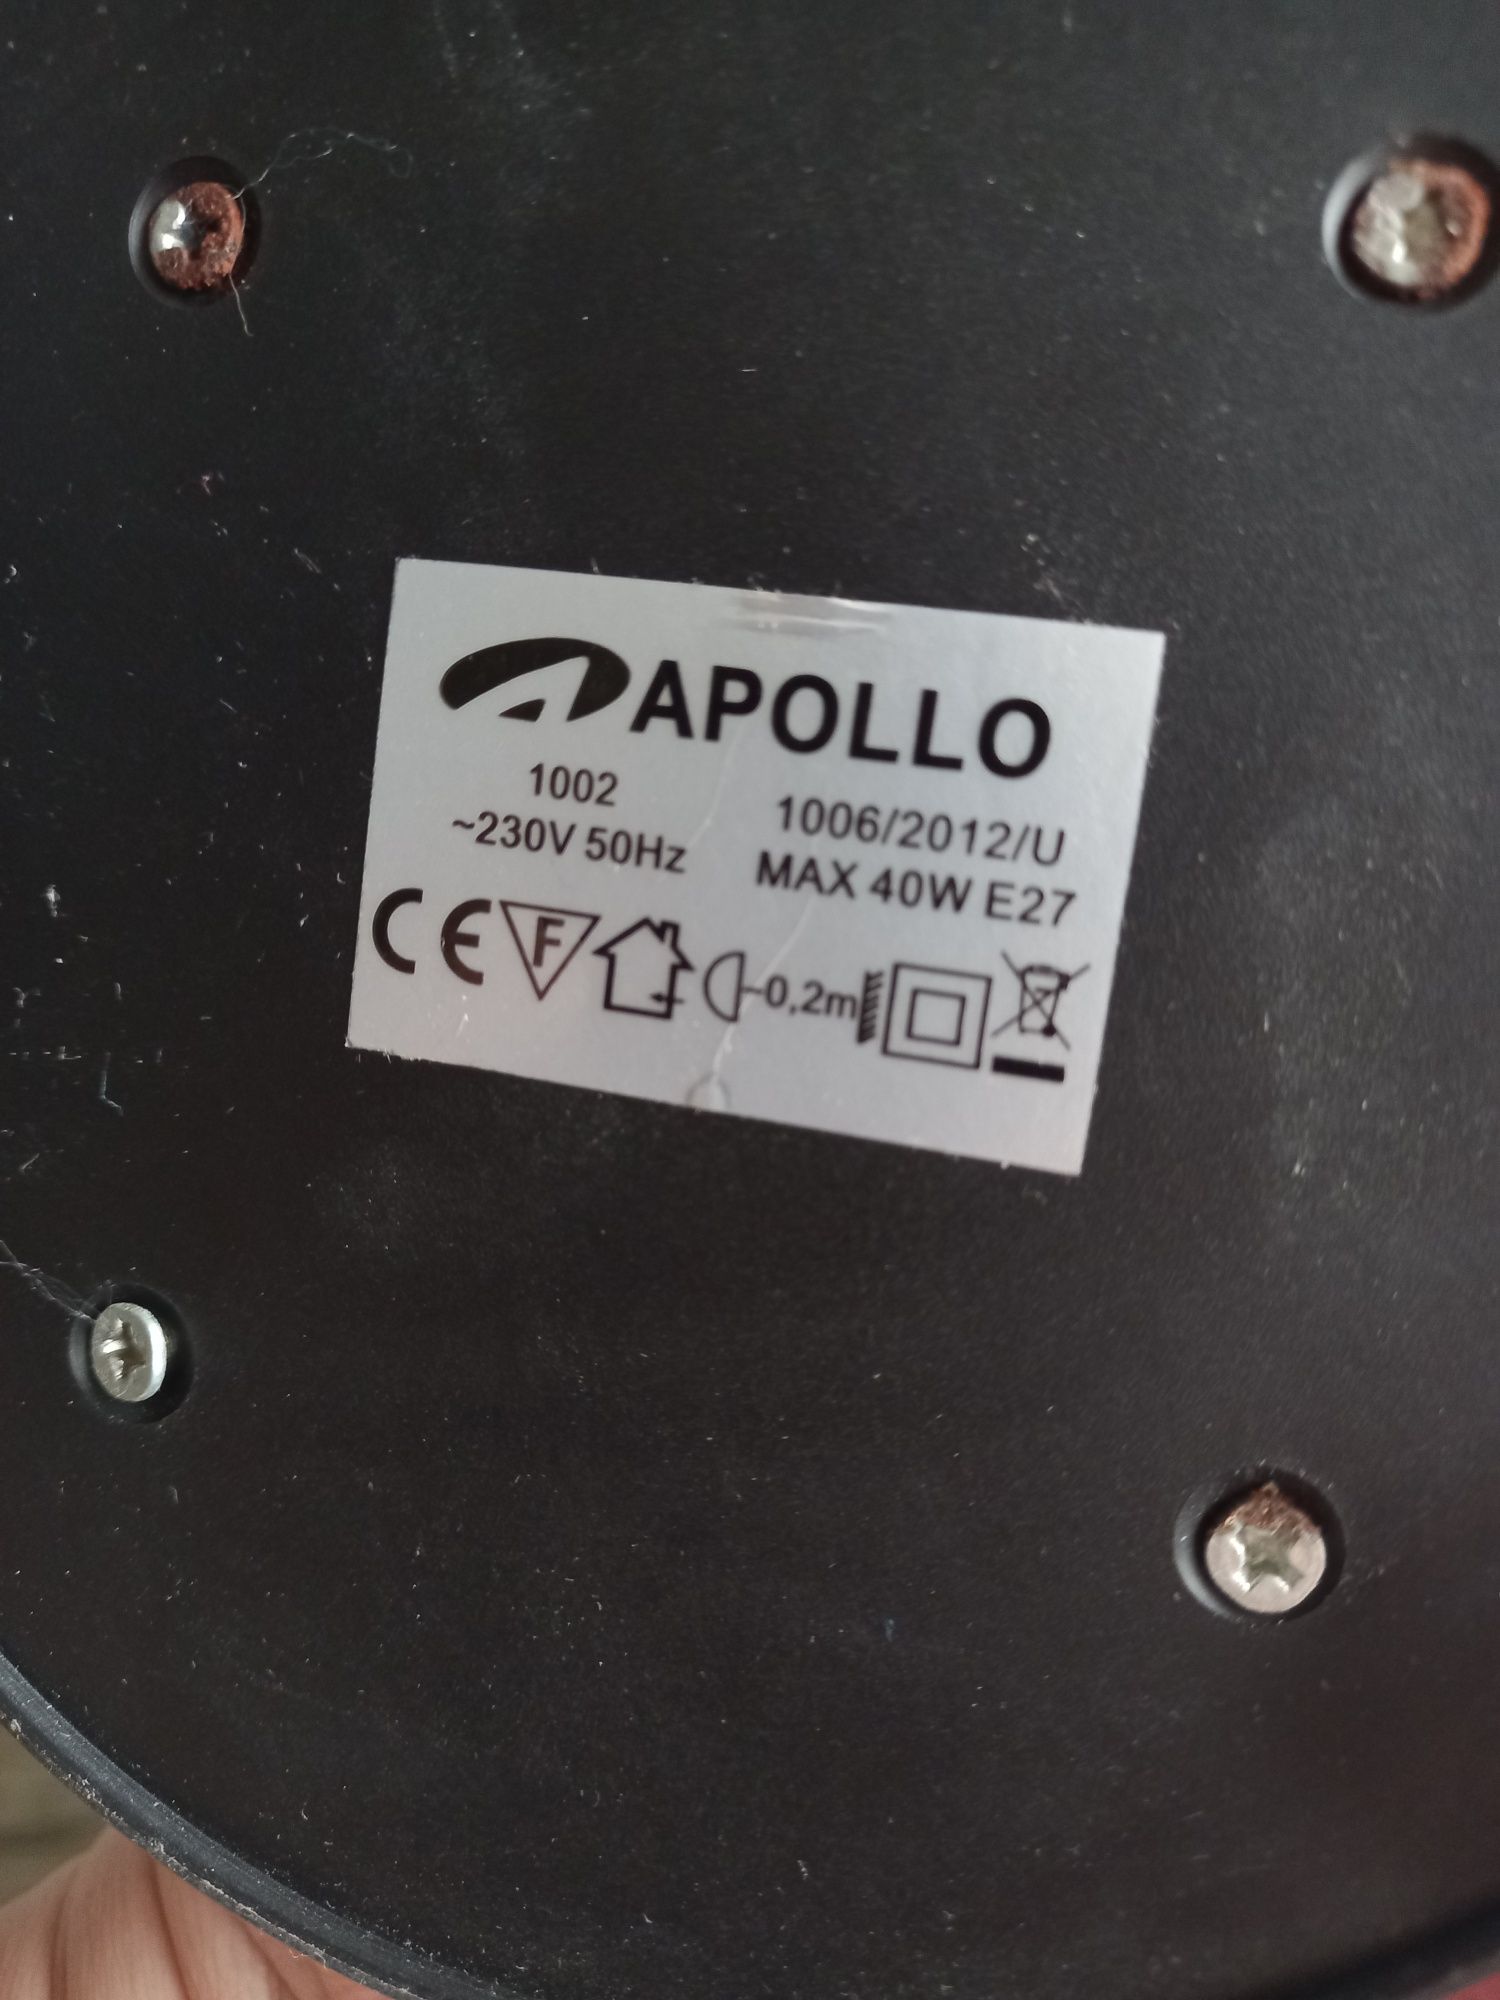 APOLLO
1002
1006/2012/U
~230V 50Hz
MAX 40W E27
CE F 0,2m